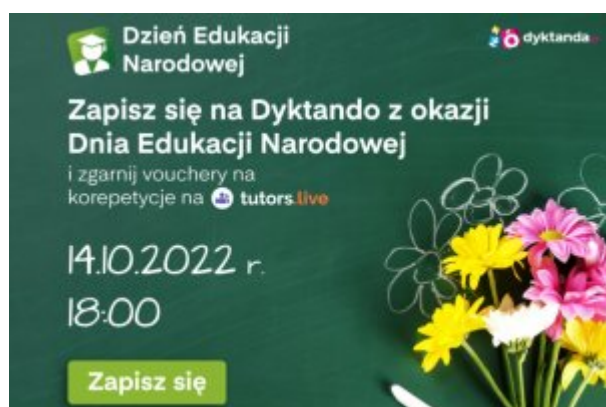 Dzień Edukacji
Narodowej
dyktanda
Zapisz się na Dyktando z okazji
Dnia Edukacji Narodowej
i zgarnij vouchery na
korepetycje na tutors.live
14.10.2022 r.
18:00
Zapisz się